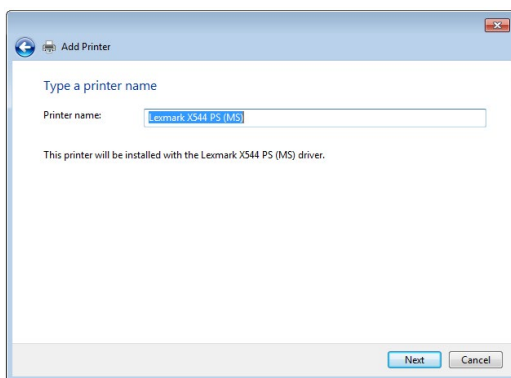 Add Printer
Type a printer name
Printer name: Lexmark X544 PS (MS)
This printer will be installed with the Lexmark X544 PS (MS) driver.
Next Cancel